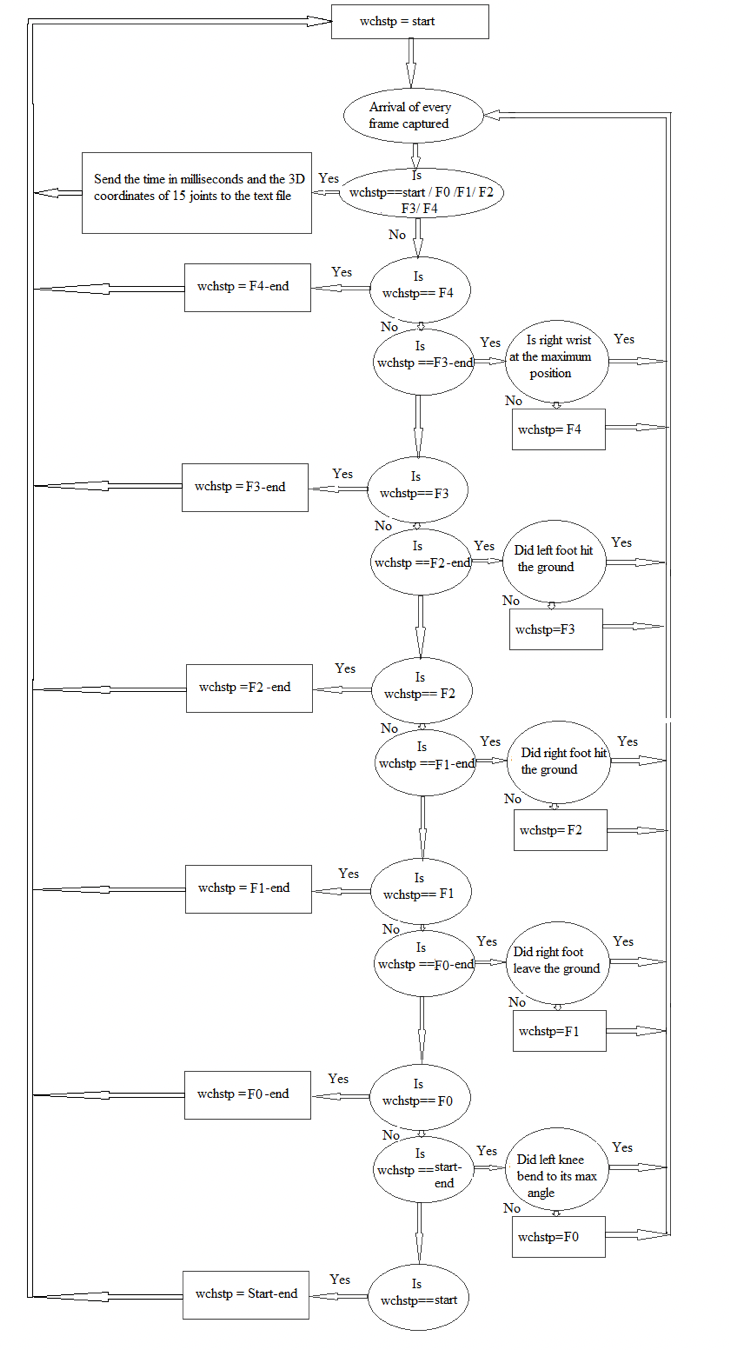 wchstp = start
Arrival of every
frame captured
Is
wchstp==start / F0 /F1/ F2
F3/ F4
Yes
Send the time in milliseconds and the 3D
coordinates of 15 joints to the text file
No
Is
wchstp== F4
Yes
wchstp = F4-end
No
Is
wchstp ==F3-end
Yes
Is right wrist
at the maximum
position
Yes
No
wchstp= F4
Is
wchstp== F3
Yes
wchstp = F3-end
No
Is
wchstp ==F2-end
Yes
Did left foot hit
the ground
Yes
No
wchstp=F3
Is
wchstp== F2
Yes
wchstp =F2 -end
No
Is
wchstp ==F1-end
Yes
Did right foot hit
the ground
Yes
No
wchstp= F2
Is
wchstp== F1
Yes
wchstp = F1-end
No
Is
wchstp ==F0-end
Yes
Did right foot
leave the ground
Yes
No
wchstp=F1
Is
wchstp== F0
Yes
wchstp =F0 -end
No
Is
wchstp ==start-
end
Yes
Did left knee
bend to its max
angle
Yes
No
wchstp=F0
Is
wchstp==start
Yes
wchstp = Start-end